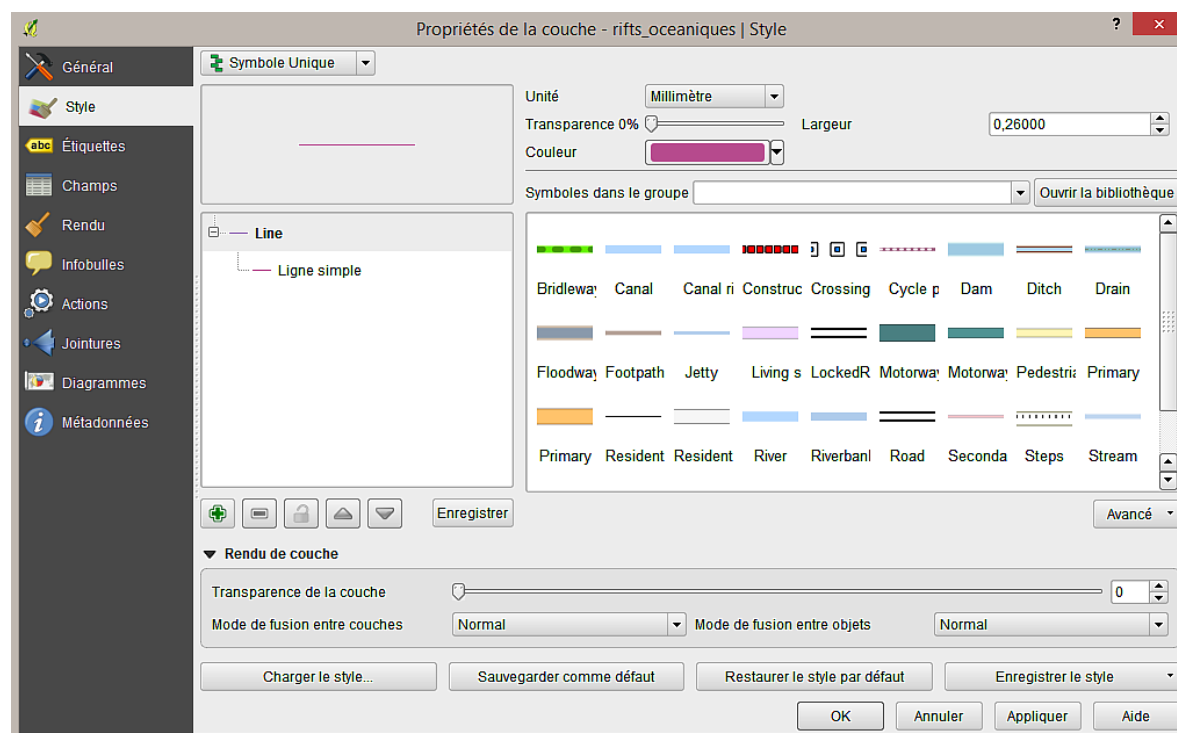 Propriétés de la couche - rifts_oceaniques | Style
?
×
Général
Style
abc Étiquettes
Champs
Rendu
Infobulles
Actions
Jointures
Diagrammes
i Métadonnées
Symbole Unique
Unité Millimètre
Transparence 0% Largeur 0,26000
Couleur
Symboles dans le groupe Ouvrir la bibliothèque
Line
Ligne simple
Bridleway Canal Canal ri Construc Crossing Cycle p Dam Ditch Drain
Floodway Footpath Jetty Living s LockedR Motorway Motorway Pedestria Primary
Primary Resident Resident River Riverbanl Road Seconda Steps Stream
Enregistrer
Avancé
Rendu de couche
Transparence de la couche 0
Mode de fusion entre couches Normal Mode de fusion entre objets Normal
Charger le style... Sauvegarder comme défaut Restaurer le style par défaut Enregistrer le style
OK Annuler Appliquer Aide